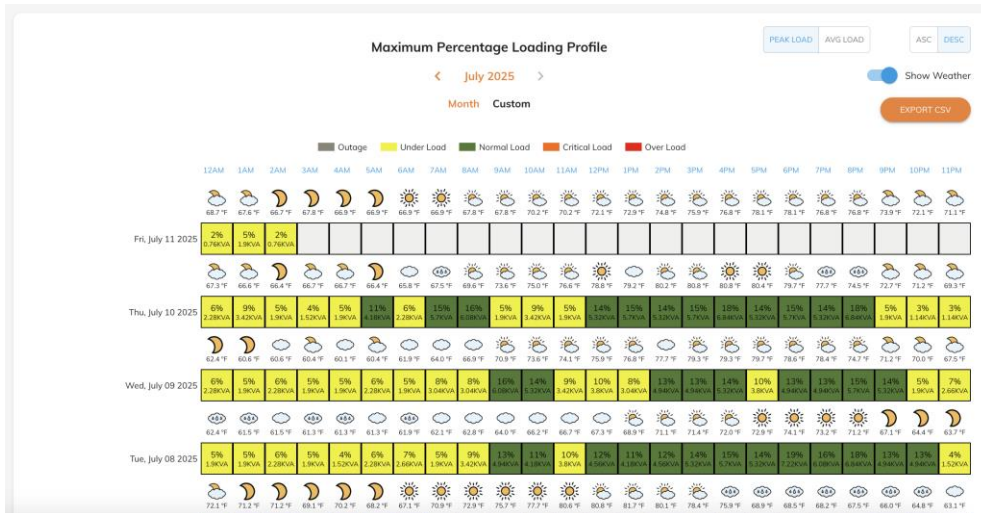 PEAK LOAD AVG LOAD ASC DESC
Maximum Percentage Loading Profile
< July 2025 >
Show Weather
Month Custom
EXPORT CSV
Outage Under Load Normal Load Critical Load Over Load
12AM 1AM 2AM 3AM 4AM 5AM 6AM 7AM 8AM 9AM 10AM 11AM 12PM 1PM 2PM 3PM 4PM 5PM 6PM 7PM 8PM 9PM 10PM 11PM
68.7 °F 67.6 °F 66.7 °F 67.8 °F 66.9 °F 66.9 °F 66.9 °F 66.9 °F 67.8 °F 67.8 °F 70.2 °F 70.2 °F 72.1 °F 72.9 °F 74.8 °F 75.9 °F 76.8 °F 78.1 °F 78.1 °F 76.8 °F 76.8 °F 73.9 °F 72.1 °F 71.1 °F
2% 5% 2%
Fri, July 11 2025
0.76KVA 1.9KVA 0.76KVA
67.3 °F 66.6 °F 66.4 °F 66.7 °F 66.7 °F 66.4 °F 65.8 °F 67.5 °F 69.6 °F 73.6 °F 75.0 °F 76.6 °F 78.8 °F 79.2 °F 80.2 °F 80.8 °F 80.8 °F 80.4 °F 79.7 °F 77.7 °F 74.5 °F 72.7 °F 71.2 °F 69.3 °F
6% 9% 5% 4% 5% 11% 6% 15% 16% 5% 9% 5% 14% 15% 14% 15% 18% 14% 15% 14% 18% 5% 3% 3%
Thu, July 10 2025
2.28KVA 3.42KVA 1.9KVA 1.52KVA 1.9KVA 4.18KVA 2.28KVA 5.7KVA 6.08KVA 1.9KVA 3.42KVA 1.9KVA 5.32KVA 5.7KVA 5.32KVA 5.7KVA 6.84KVA 5.32KVA 5.7KVA 5.32KVA 6.84KVA 1.9KVA 1.14KVA 1.14KVA
62.4 °F 60.6 °F 60.6 °F 60.4 °F 60.1 °F 60.4 °F 61.9 °F 64.0 °F 66.9 °F 70.9 °F 73.6 °F 74.1 °F 75.9 °F 76.8 °F 77.7 °F 79.3 °F 79.3 °F 79.7 °F 78.6 °F 78.4 °F 74.7 °F 71.2 °F 70.0 °F 67.5 °F
6% 5% 6% 5% 5% 6% 5% 8% 8% 16% 14% 9% 10% 8% 13% 13% 14% 10% 13% 13% 15% 14% 5% 7%
Wed, July 09 2025
2.28KVA 1.9KVA 2.28KVA 1.9KVA 1.9KVA 2.28KVA 1.9KVA 3.04KVA 3.04KVA 6.08KVA 5.32KVA 3.42KVA 3.8KVA 3.04KVA 4.94KVA 4.94KVA 5.32KVA 3.8KVA 4.94KVA 4.94KVA 5.7KVA 5.32KVA 1.9KVA 2.66KVA
62.4 °F 61.5 °F 61.5 °F 61.3 °F 61.3 °F 61.3 °F 61.9 °F 62.1 °F 62.8 °F 64.0 °F 66.2 °F 66.7 °F 67.3 °F 68.9 °F 71.1 °F 71.4 °F 72.0 °F 72.9 °F 74.1 °F 73.2 °F 71.2 °F 67.1 °F 64.4 °F 63.7 °F
5% 5% 6% 5% 4% 6% 7% 5% 9% 13% 11% 10% 12% 11% 12% 14% 15% 14% 19% 16% 18% 13% 13% 4%
Tue, July 08 2025
1.9KVA 1.9KVA 2.28KVA 1.9KVA 1.52KVA 2.28KVA 2.66KVA 1.9KVA 3.42KVA 4.94KVA 4.18KVA 3.8KVA 4.56KVA 4.18KVA 4.56KVA 5.32KVA 5.7KVA 5.32KVA 7.22KVA 6.08KVA 6.84KVA 4.94KVA 4.94KVA 1.52KVA
72.1 °F 71.2 °F 71.2 °F 69.1 °F 70.2 °F 68.2 °F 67.1 °F 70.9 °F 72.9 °F 75.7 °F 77.7 °F 80.6 °F 80.8 °F 81.7 °F 80.1 °F 78.4 °F 75.9 °F 68.9 °F 68.5 °F 68.2 °F 67.5 °F 66.0 °F 64.8 °F 63.1 °F